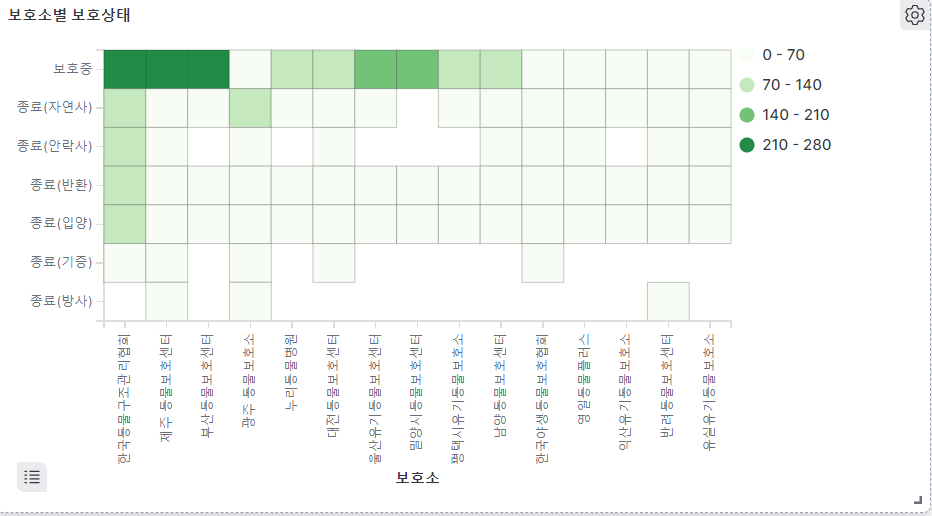 보호소별 보호상태
보호중
종료(자연사)
종료(안락사)
종료(반환)
종료(입양)
종료(기증)
종료(방사)
0 - 70
70 - 140
140 - 210
210 - 280
한국동물구조관리협회
제주 동물보호센터
부산동물보호센터
광주 동물보호소
누리동물병원
대전동물보호센터
울산유기동물보호센터
밀양시동물보호센터
평택시유기동물보호소
남양동물보호센터
한국야생동물보호협회
영일동물플러스
익산유기동물보호소
반려동물보호센터
유실유기동물보호소
보호소